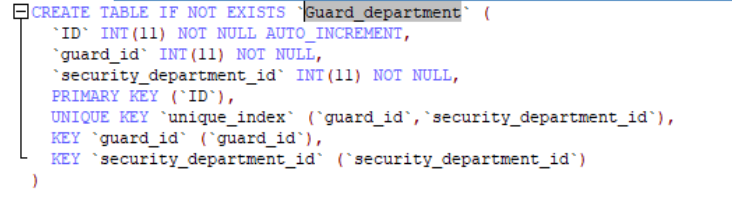 CREATE TABLE IF NOT EXISTS `Guard_department` (
`ID` INT(11) NOT NULL AUTO_INCREMENT,
`guard_id` INT(11) NOT NULL,
`security_department_id` INT(11) NOT NULL,
PRIMARY KEY (`ID`),
UNIQUE KEY `unique_index` (`guard_id`,`security_department_id`),
KEY `guard_id` (`guard_id`),
KEY `security_department_id` (`security_department_id`)
)